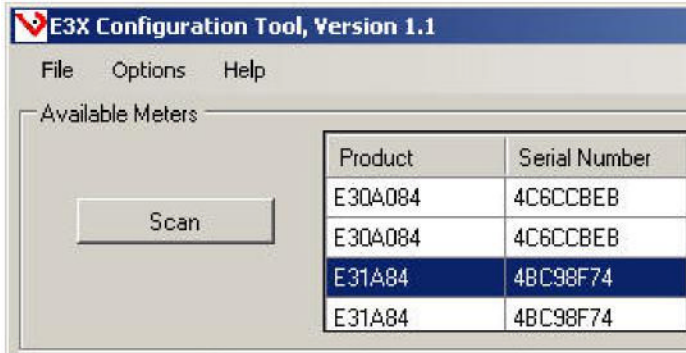 E3X Configuration Tool, Version 1.1
File Options Help
Available Meters
Product Serial Number
Scan
E30A084 4C6CCBEB
E30A084 4C6CCBEB
E31A84 4BC98F74
E31A84 4BC98F74